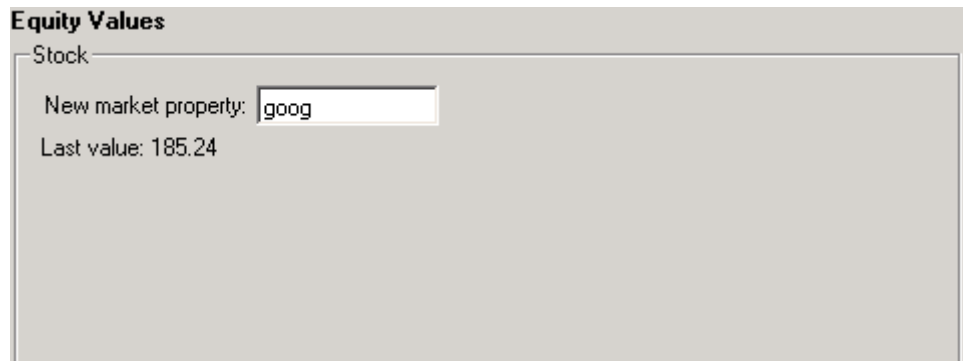 Equity Values
Stock
New market property: goog
Last value: 185.24